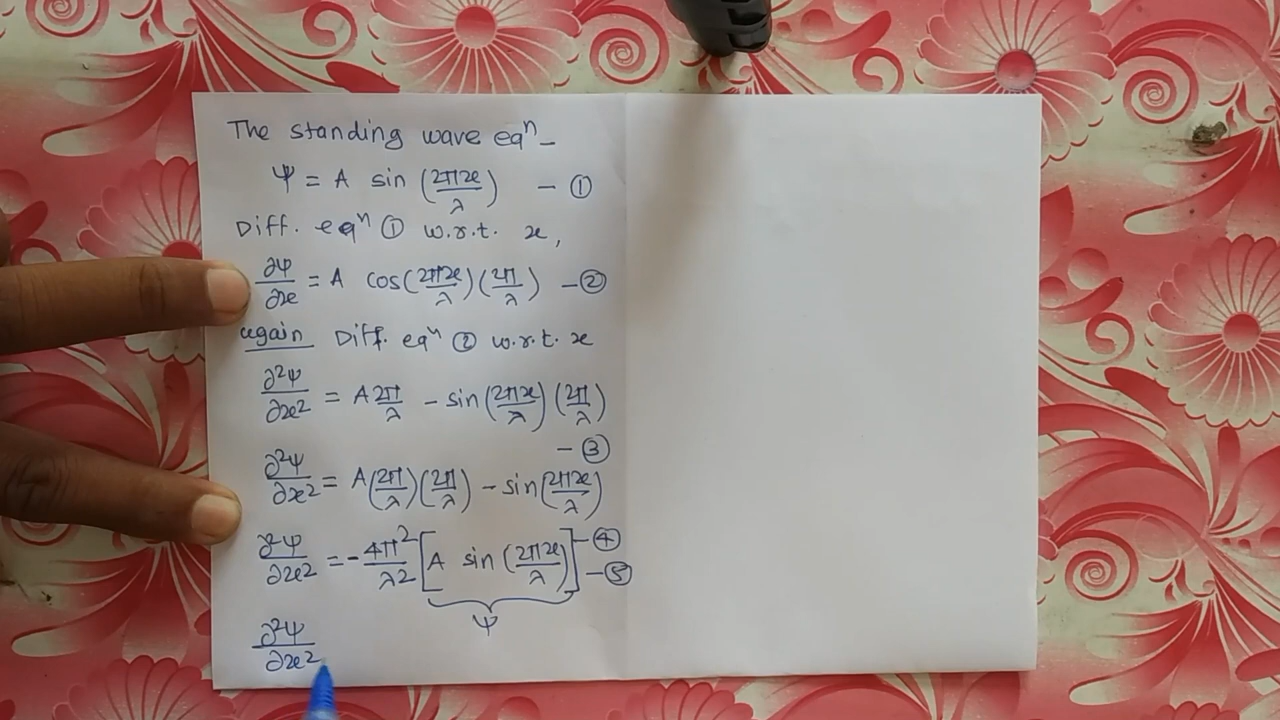 The standing wave eqⁿ –
ψ = A sin (2πx/λ) – ①
Diff. eqⁿ ① w.r.t. x,
∂ψ/∂x = A cos(2πx/λ)(2π/λ) – ②
again Diff. eqⁿ ② w.r.t. x
∂²ψ/∂x² = A 2π/λ – sin(2πx/λ)(2π/λ)
– ③
∂²ψ/∂x² = A(2π/λ)(2π/λ) – sin(2πx/λ)
– ④
∂²ψ/∂x² = -4π²/λ² [A sin (2πx/λ)] – ⑤
ψ
∂²ψ/∂x²